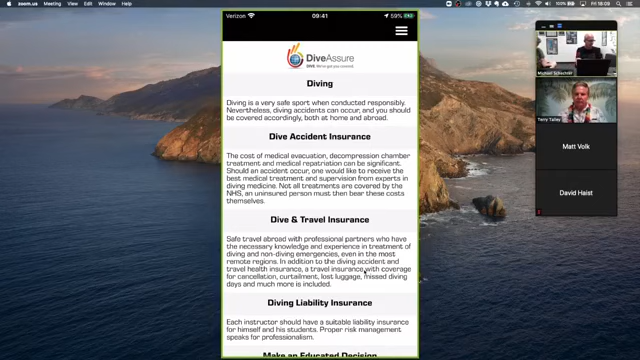 zoom.us Meeting View Edit Window Help
Fri 18:09
Verizon 09:41 59%
DiveAssure
DIVE. We've got you covered.
Diving
Diving is a very safe sport when conducted responsibly.
Nevertheless, diving accidents can occur, and you should
be covered accordingly, both at home and abroad.
Dive Accident Insurance
The cost of medical evacuation, decompression chamber
treatment and medical repatriation can be significant.
Should an accident occur, one would like to receive the
best medical treatment and supervision from experts in
diving medicine. Not all treatments are covered by the
NHS, an uninsured person must then bear these costs
themselves.
Dive & Travel Insurance
Safe travel abroad with professional partners who have
the necessary knowledge and experience in treatment of
diving and non-diving emergencies, even in the most
remote regions. In addition to the diving accident and
travel health insurance, a travel insurance with coverage
for cancellation, curtailment, lost luggage, missed diving
days and much more is included.
Diving Liability Insurance
Each instructor should have a suitable liability insurance
for himself and his students. Proper risk management
speaks for professionalism.
Make an Educated Decision
Michael Schechter
Terry Talley
Matt Volk
David Haist